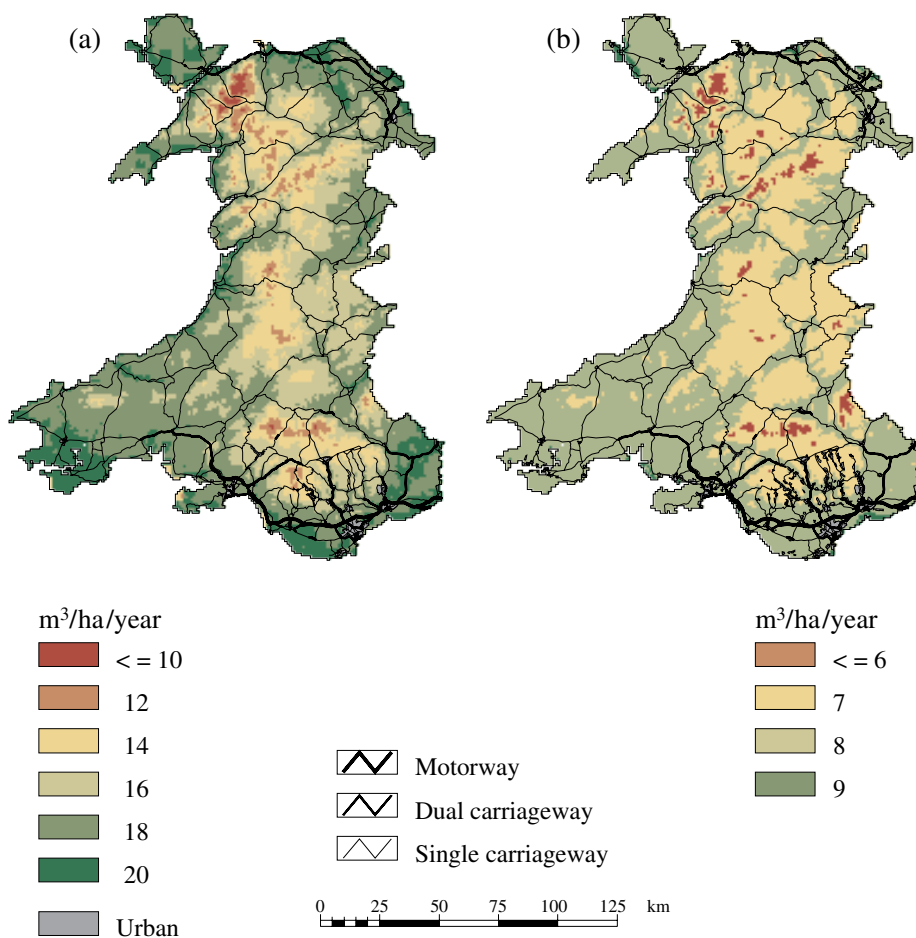 (a)
(b)
m³/ha/year
< = 10
12
14
16
18
20
Urban
Motorway
Dual carriageway
Single carriageway
0 25 50 75 100 125 km
m³/ha/year
< = 6
7
8
9